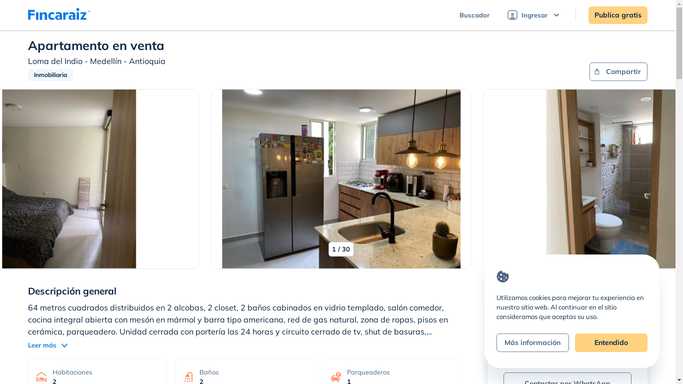 Fincaraiz
Buscador
Ingresar
Publica gratis
Apartamento en venta
Loma del Indio - Medellín - Antioquia
Inmobiliaria
Compartir
1 / 30
Descripción general
64 metros cuadrados distribuidos en 2 alcobas, 2 closet, 2 baños cabinados en vidrio templado, salón comedor,
cocina integral abierta con mesón en mármol y barra tipo americana, red de gas natural, zona de ropas, pisos en
cerámica, parqueadero. Unidad cerrada con portería las 24 horas y circuito cerrado de tv, shut de basuras,...
Leer más
Habitaciones
2
Baños
2
Parqueaderos
1
Utilizamos cookies para mejorar tu experiencia en
nuestro sitio web. Al continuar en el sitio
consideramos que aceptas su uso.
Más información
Entendido
Contactar por WhatsApp